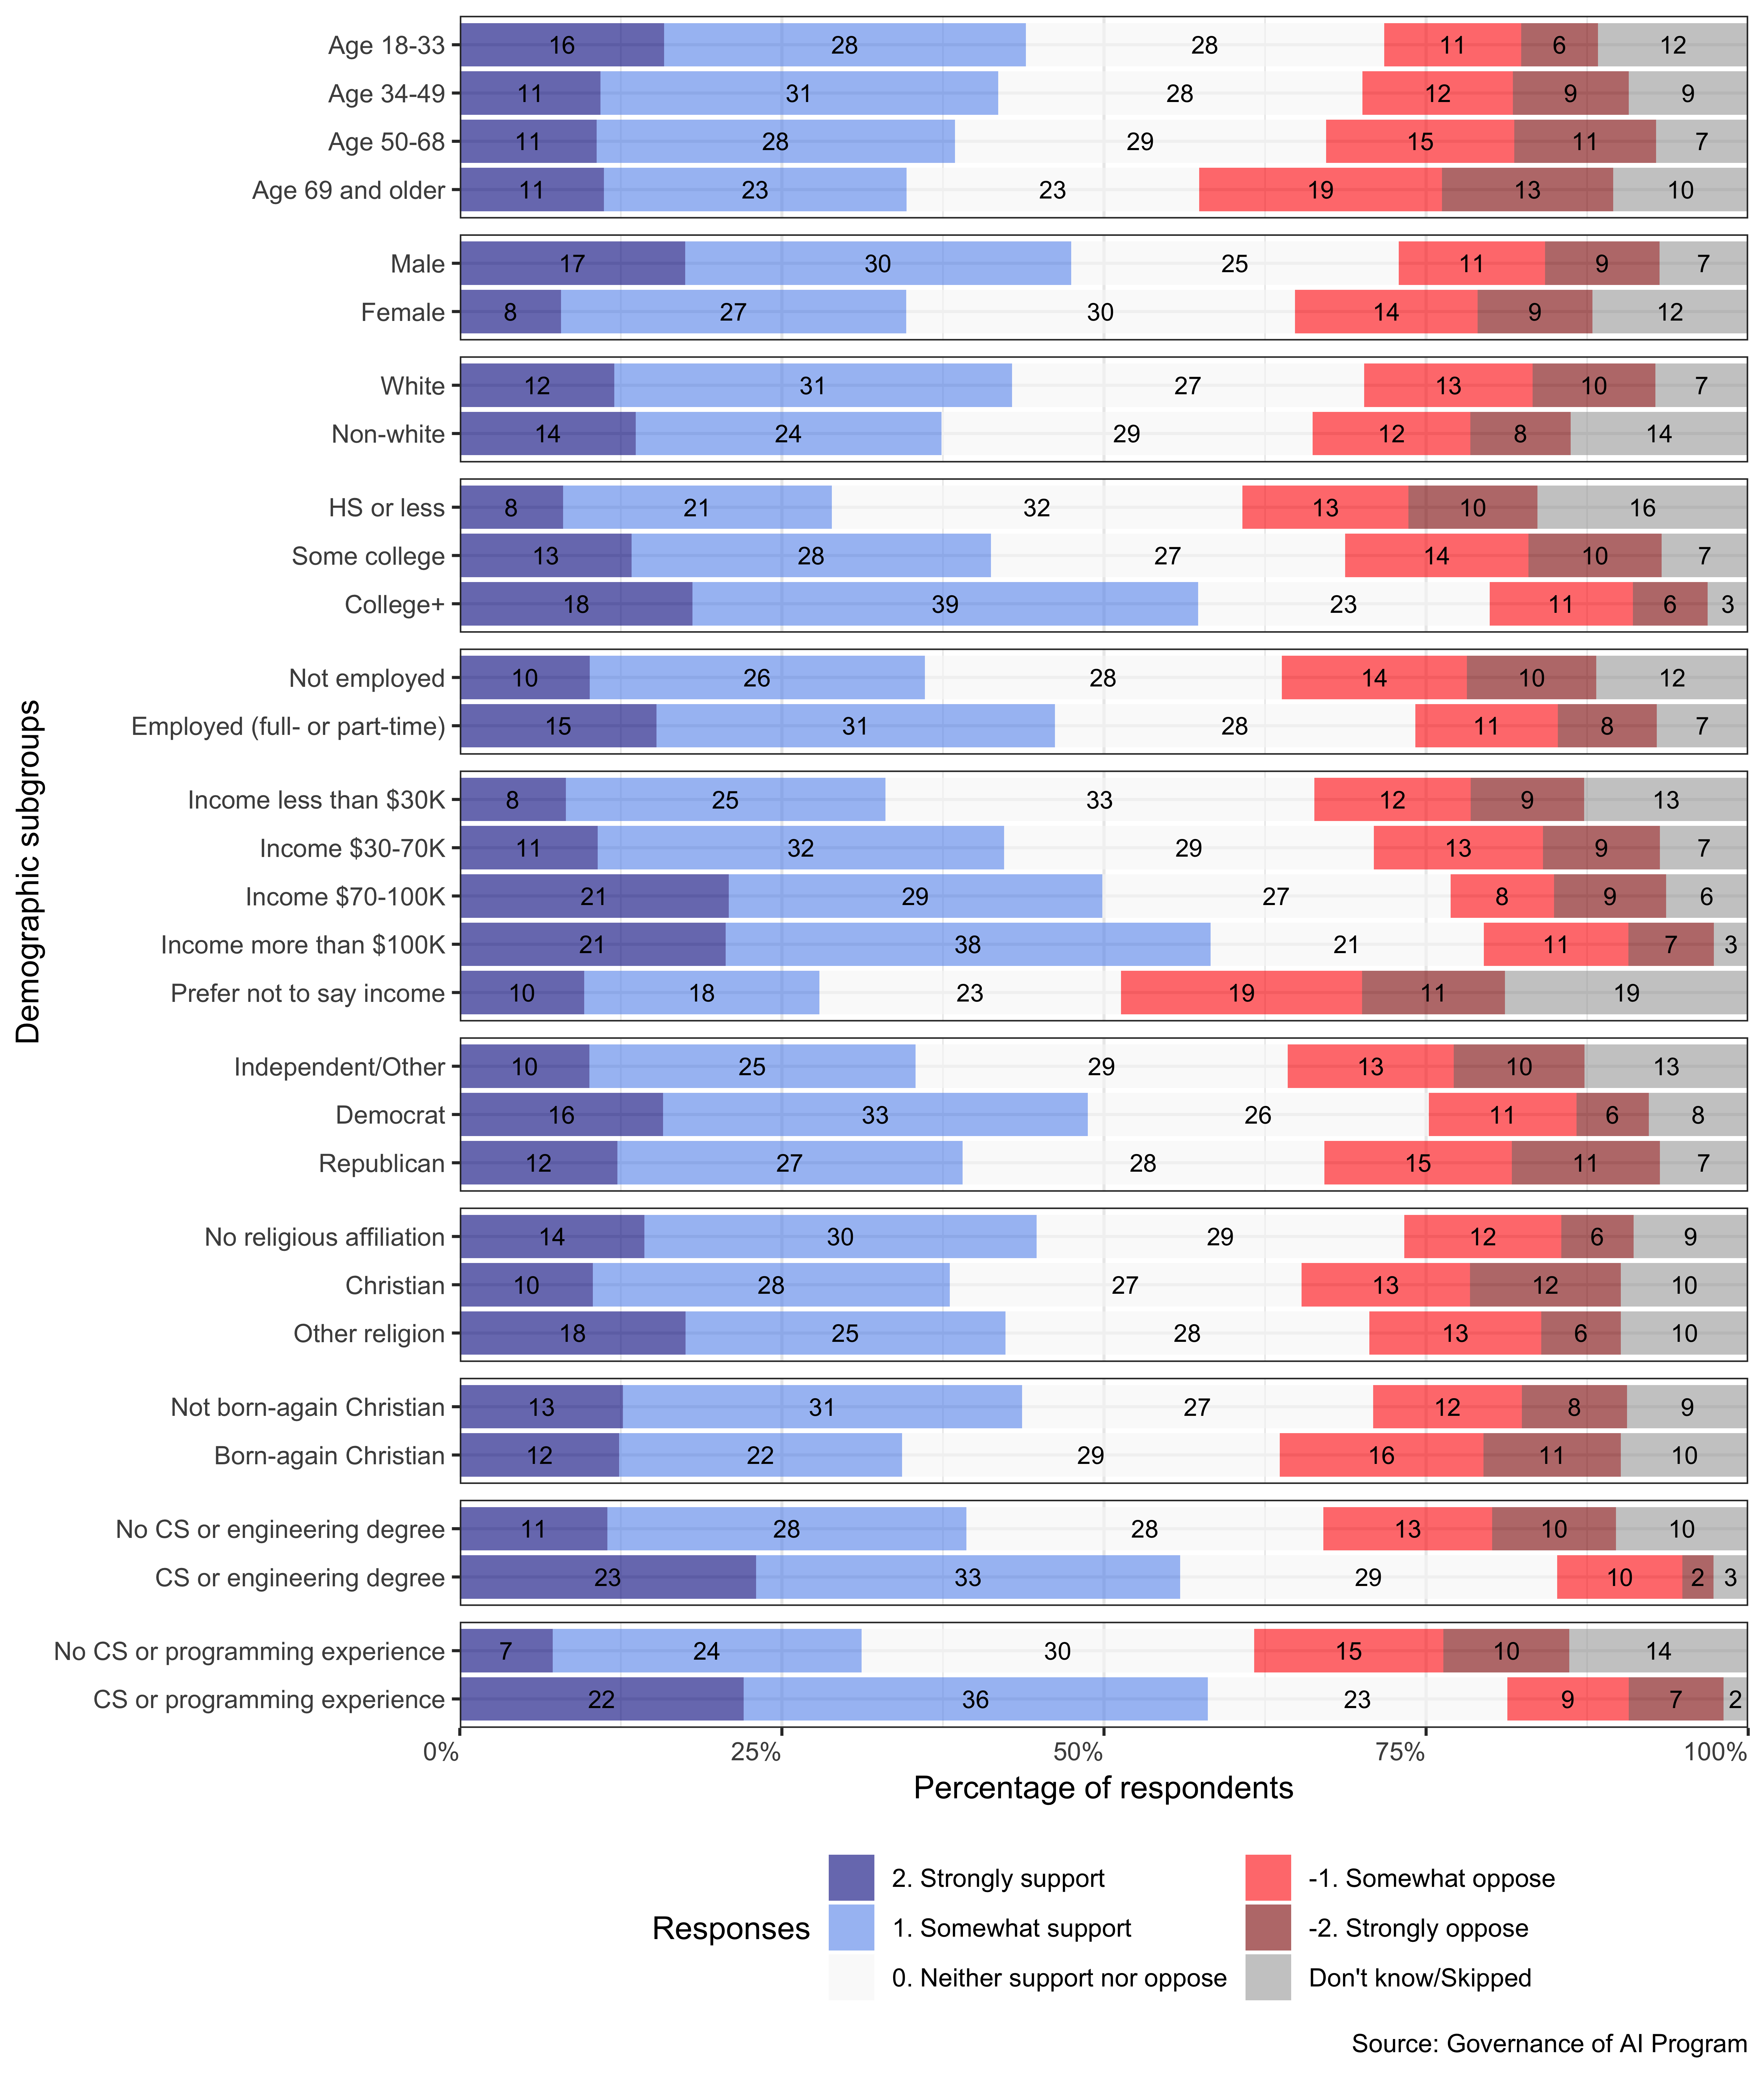 Demographic subgroups
Age 18-33 16 28 28 11 6 12
Age 34-49 11 31 28 12 9 9
Age 50-68 11 28 29 15 11 7
Age 69 and older 11 23 23 19 13 10
Male 17 30 25 11 9 7
Female 8 27 30 14 9 12
White 12 31 27 13 10 7
Non-white 14 24 29 12 8 14
HS or less 8 21 32 13 10 16
Some college 13 28 27 14 10 7
College+ 18 39 23 11 6 3
Not employed 10 26 28 14 10 12
Employed (full- or part-time) 15 31 28 11 8 7
Income less than $30K 8 25 33 12 9 13
Income $30-70K 11 32 29 13 9 7
Income $70-100K 21 29 27 8 9 6
Income more than $100K 21 38 21 11 7 3
Prefer not to say income 10 18 23 19 11 19
Independent/Other 10 25 29 13 10 13
Democrat 16 33 26 11 6 8
Republican 12 27 28 15 11 7
No religious affiliation 14 30 29 12 6 9
Christian 10 28 27 13 12 10
Other religion 18 25 28 13 6 10
Not born-again Christian 13 31 27 12 8 9
Born-again Christian 12 22 29 16 11 10
No CS or engineering degree 11 28 28 13 10 10
CS or engineering degree 23 33 29 10 2 3
No CS or programming experience 7 24 30 15 10 14
CS or programming experience 22 36 23 9 7 2
0% 25% 50% 75% 100%
Percentage of respondents
Responses
2. Strongly support
1. Somewhat support
0. Neither support nor oppose
-1. Somewhat oppose
-2. Strongly oppose
Don't know/Skipped
Source: Governance of AI Program